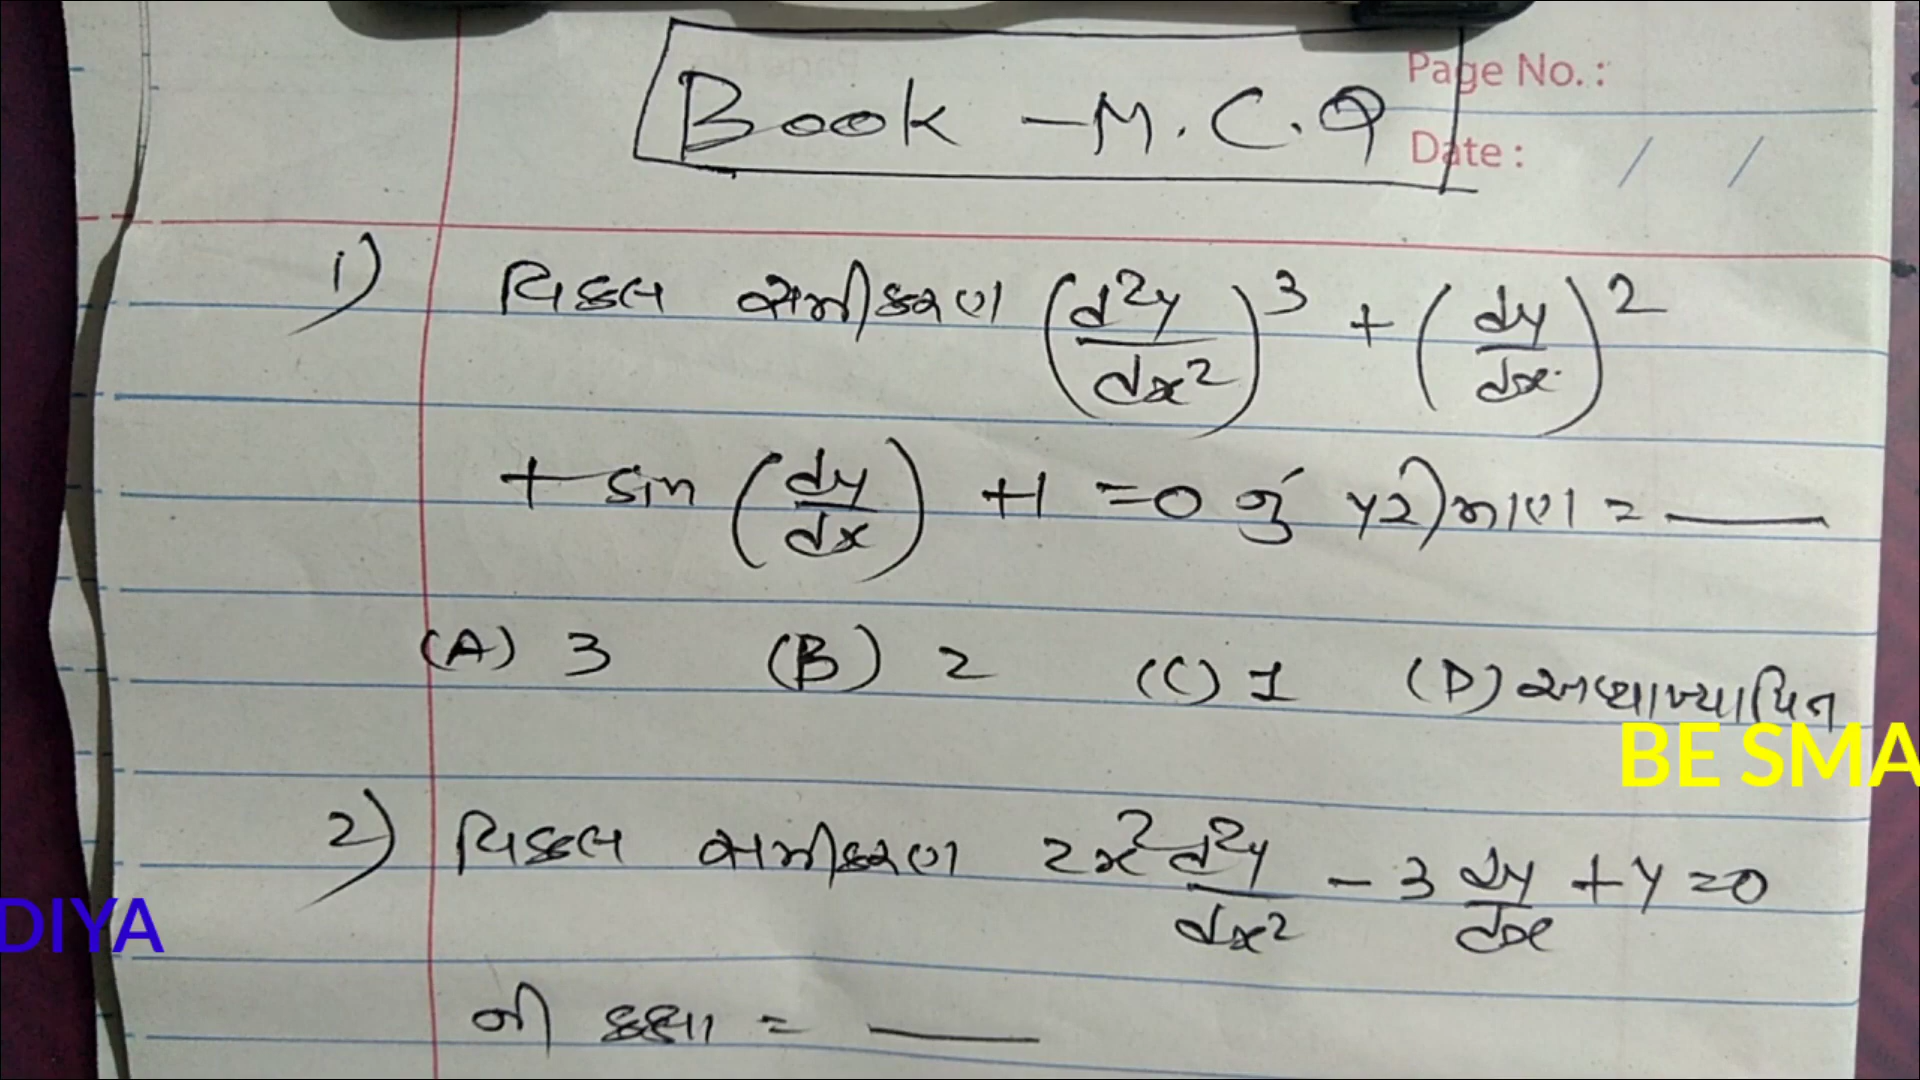 Book - M.C.Q
Page No. :
Date : / /
1) વિકલ સમીકરણ (d²y/dx²)³ + (dy/dx)²
+ sin (dy/dx) +1 =0 નું પરિમાણ = ___
(A) 3 (B) 2 (C) 1 (D) અવ્યાખ્યાયિત
BE SMA
2) વિકલ સમીકરણ 2x² d²y/dx² - 3 dy/dx + y =0
DIYA
ની કક્ષા = ___